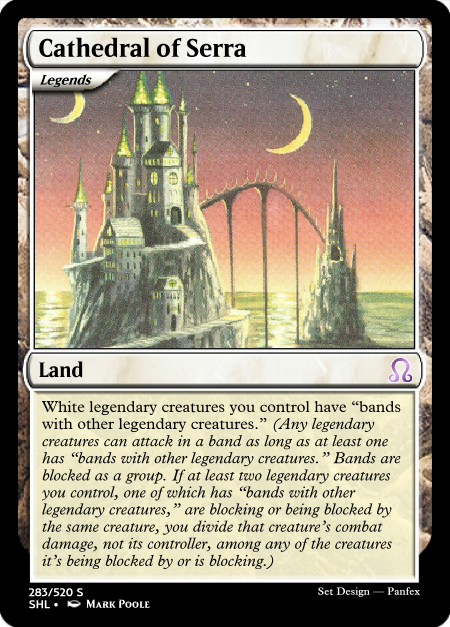 Cathedral of Serra
Legends
Land
White legendary creatures you control have “bands
with other legendary creatures.” (Any legendary
creatures can attack in a band as long as at least one
has “bands with other legendary creatures.” Bands are
blocked as a group. If at least two legendary creatures
you control, one of which has “bands with other
legendary creatures,” are blocking or being blocked by
the same creature, you divide that creature’s combat
damage, not its controller, among any of the creatures
it’s being blocked by or is blocking.)
283/520 S
Set Design — Panfex
SHL • Mark Poole